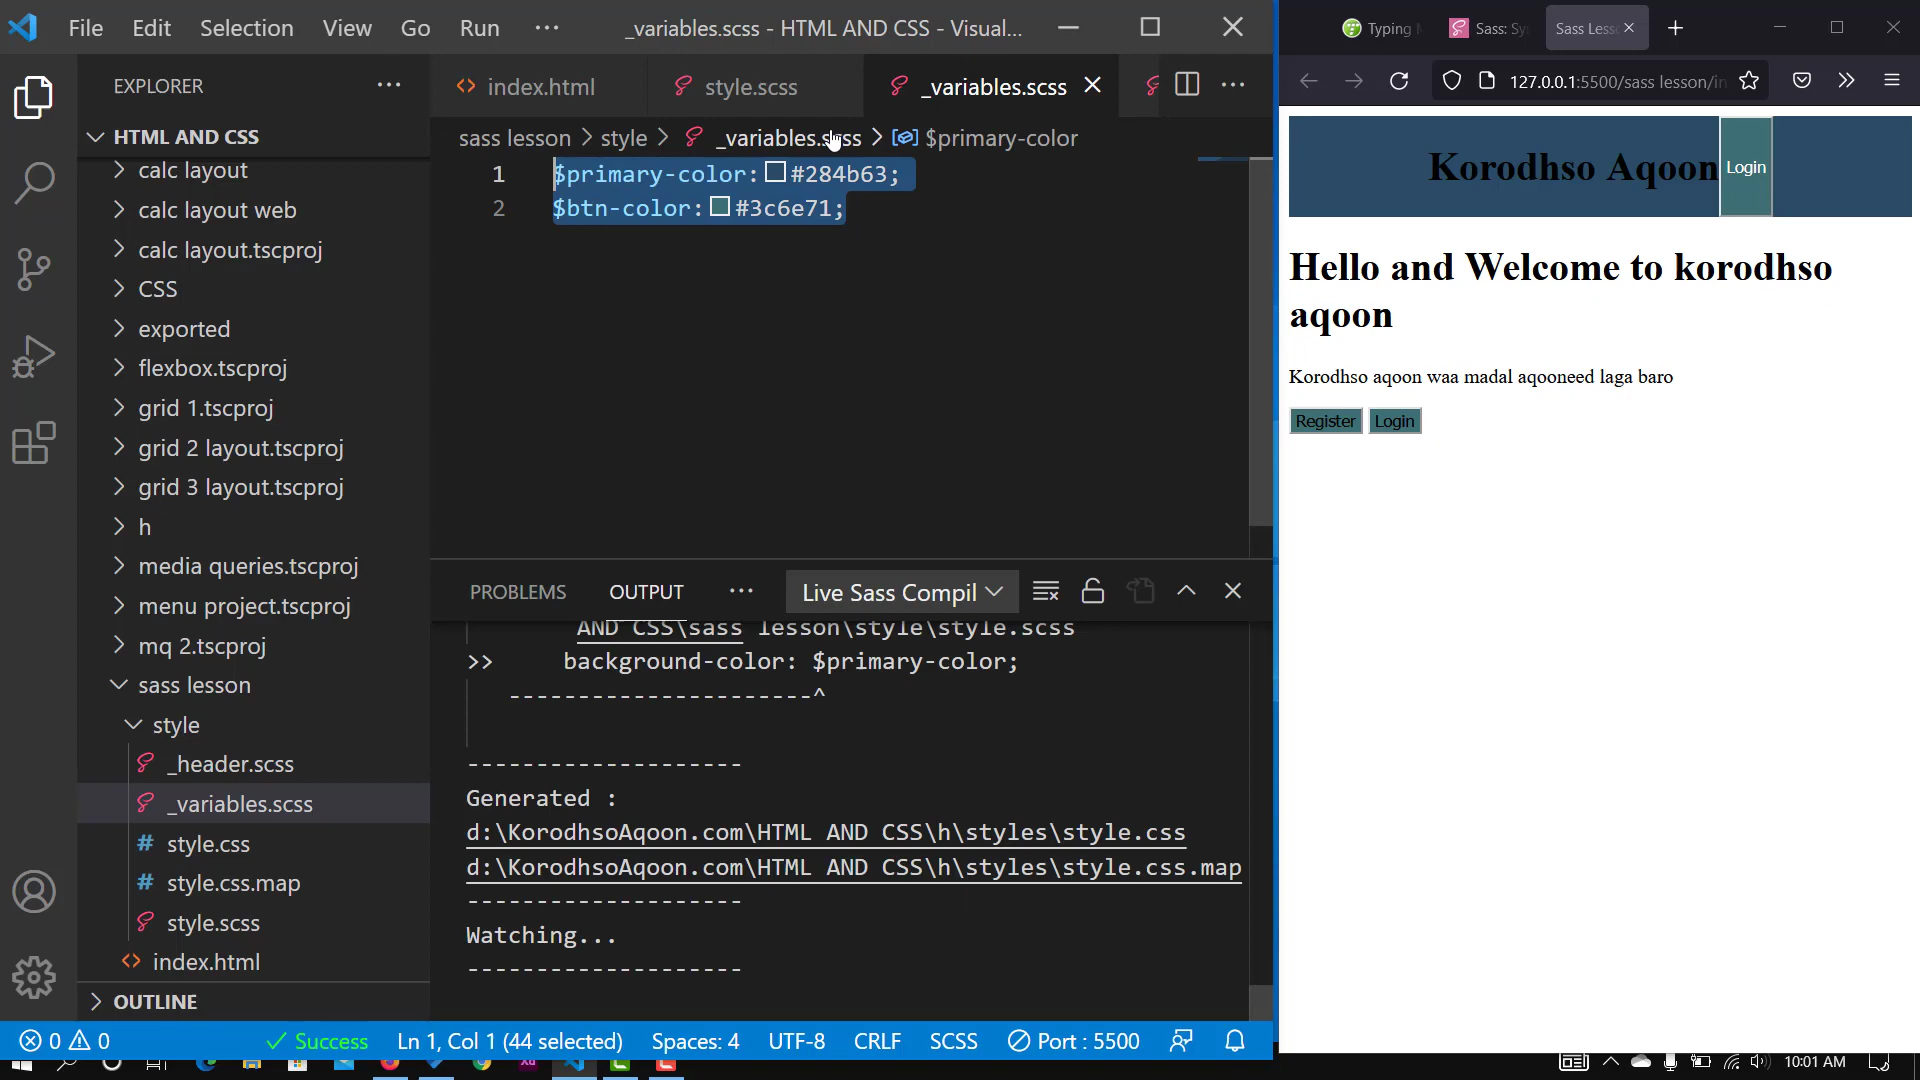 File Edit Selection View Go Run ··· _variables.scss - HTML AND CSS - Visual...
EXPLORER ···
HTML AND CSS
calc layout
calc layout web
calc layout.tscproj
CSS
exported
flexbox.tscproj
grid 1.tscproj
grid 2 layout.tscproj
grid 3 layout.tscproj
h
media queries.tscproj
menu project.tscproj
mq 2.tscproj
sass lesson
style
_header.scss
_variables.scss
style.css
style.css.map
style.scss
index.html
OUTLINE
index.html style.scss _variables.scss
sass lesson > style > _variables.scss > $primary-color
1 $primary-color: #284b63;
2 $btn-color: #3c6e71;
PROBLEMS OUTPUT ··· Live Sass Compil
AND CSS\sass lesson\style\style.scss
>> background-color: $primary-color;
----------------------^
--------------------
Generated :
d:\KorodhsoAqoon.com\HTML AND CSS\h\styles\style.css
d:\KorodhsoAqoon.com\HTML AND CSS\h\styles\style.css.map
--------------------
Watching...
--------------------
0 0 Success Ln 1, Col 1 (44 selected) Spaces: 4 UTF-8 CRLF SCSS Port : 5500
Typing Sass: Sy Sass Less
127.0.0.1:5500/sass lesson/in
Korodhso Aqoon Login
Hello and Welcome to korodhso
aqoon
Korodhso aqoon waa madal aqooneed laga baro
Register Login
10:01 AM